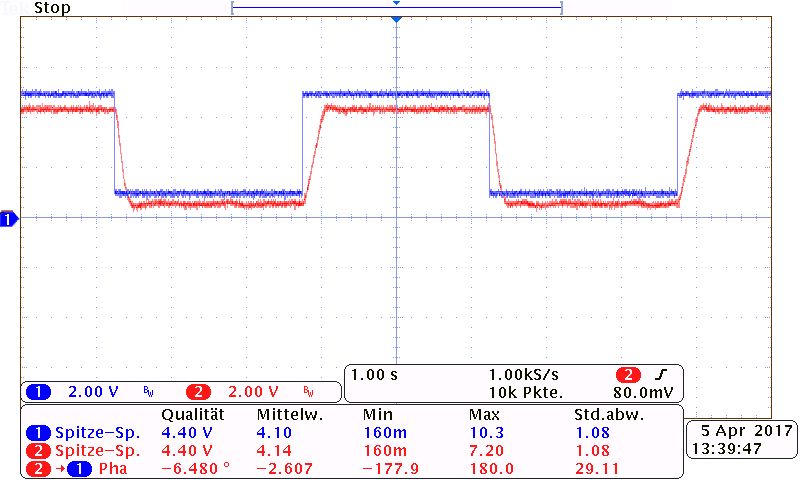 Tek Stop
1
1 2.00 V BW 2 2.00 V BW
1.00 s 1.00kS/s 2 ƒ
10k Pkte. 80.0mV
Qualität Mittelw. Min Max Std.abw.
1 Spitze-Sp. 4.40 V 4.10 160m 10.3 1.08
2 Spitze-Sp. 4.40 V 4.14 160m 7.20 1.08
2 → 1 Pha −6.480 ° −2.607 −177.9 180.0 29.11
5 Apr 2017
13:39:47